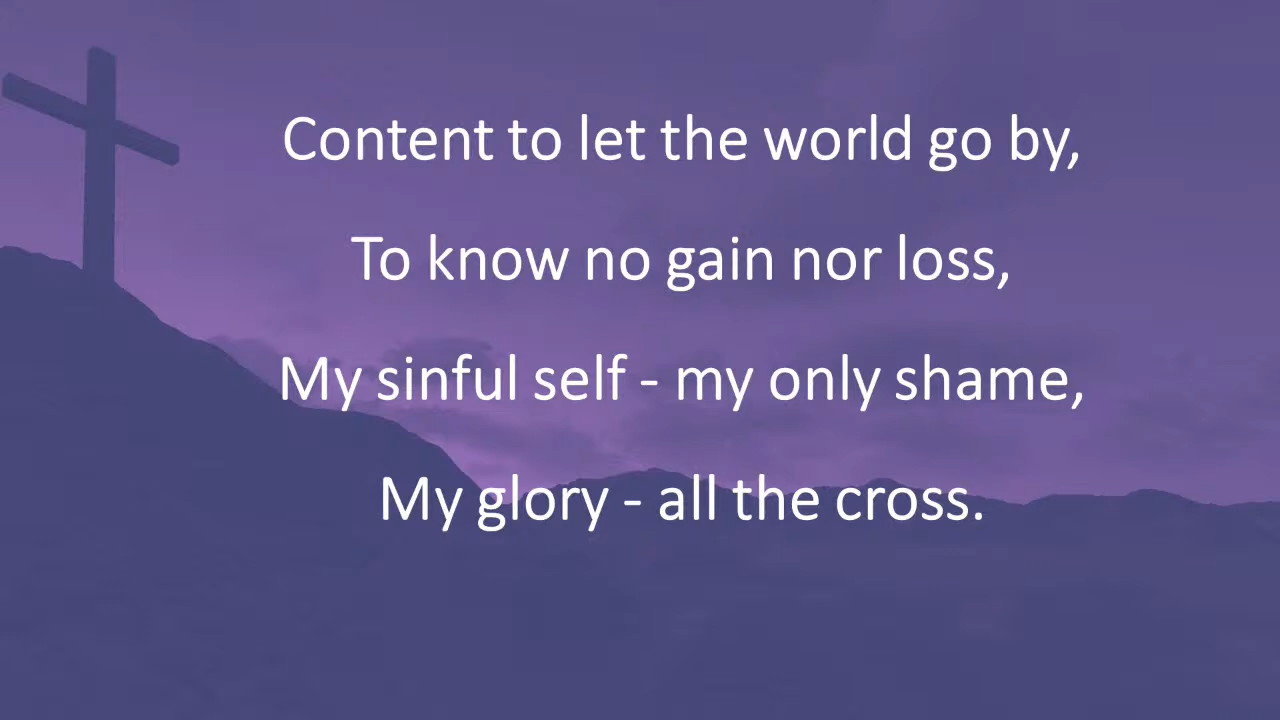 Content to let the world go by,
To know no gain nor loss,
My sinful self - my only shame,
My glory - all the cross.